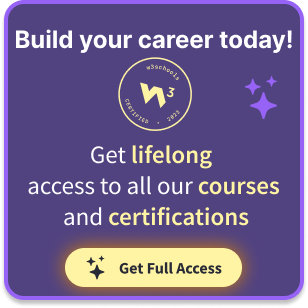 Build your career today!
w3schools
W3
CERTIFIED • 2023
Get lifelong
access to all our courses
and certifications
Get Full Access